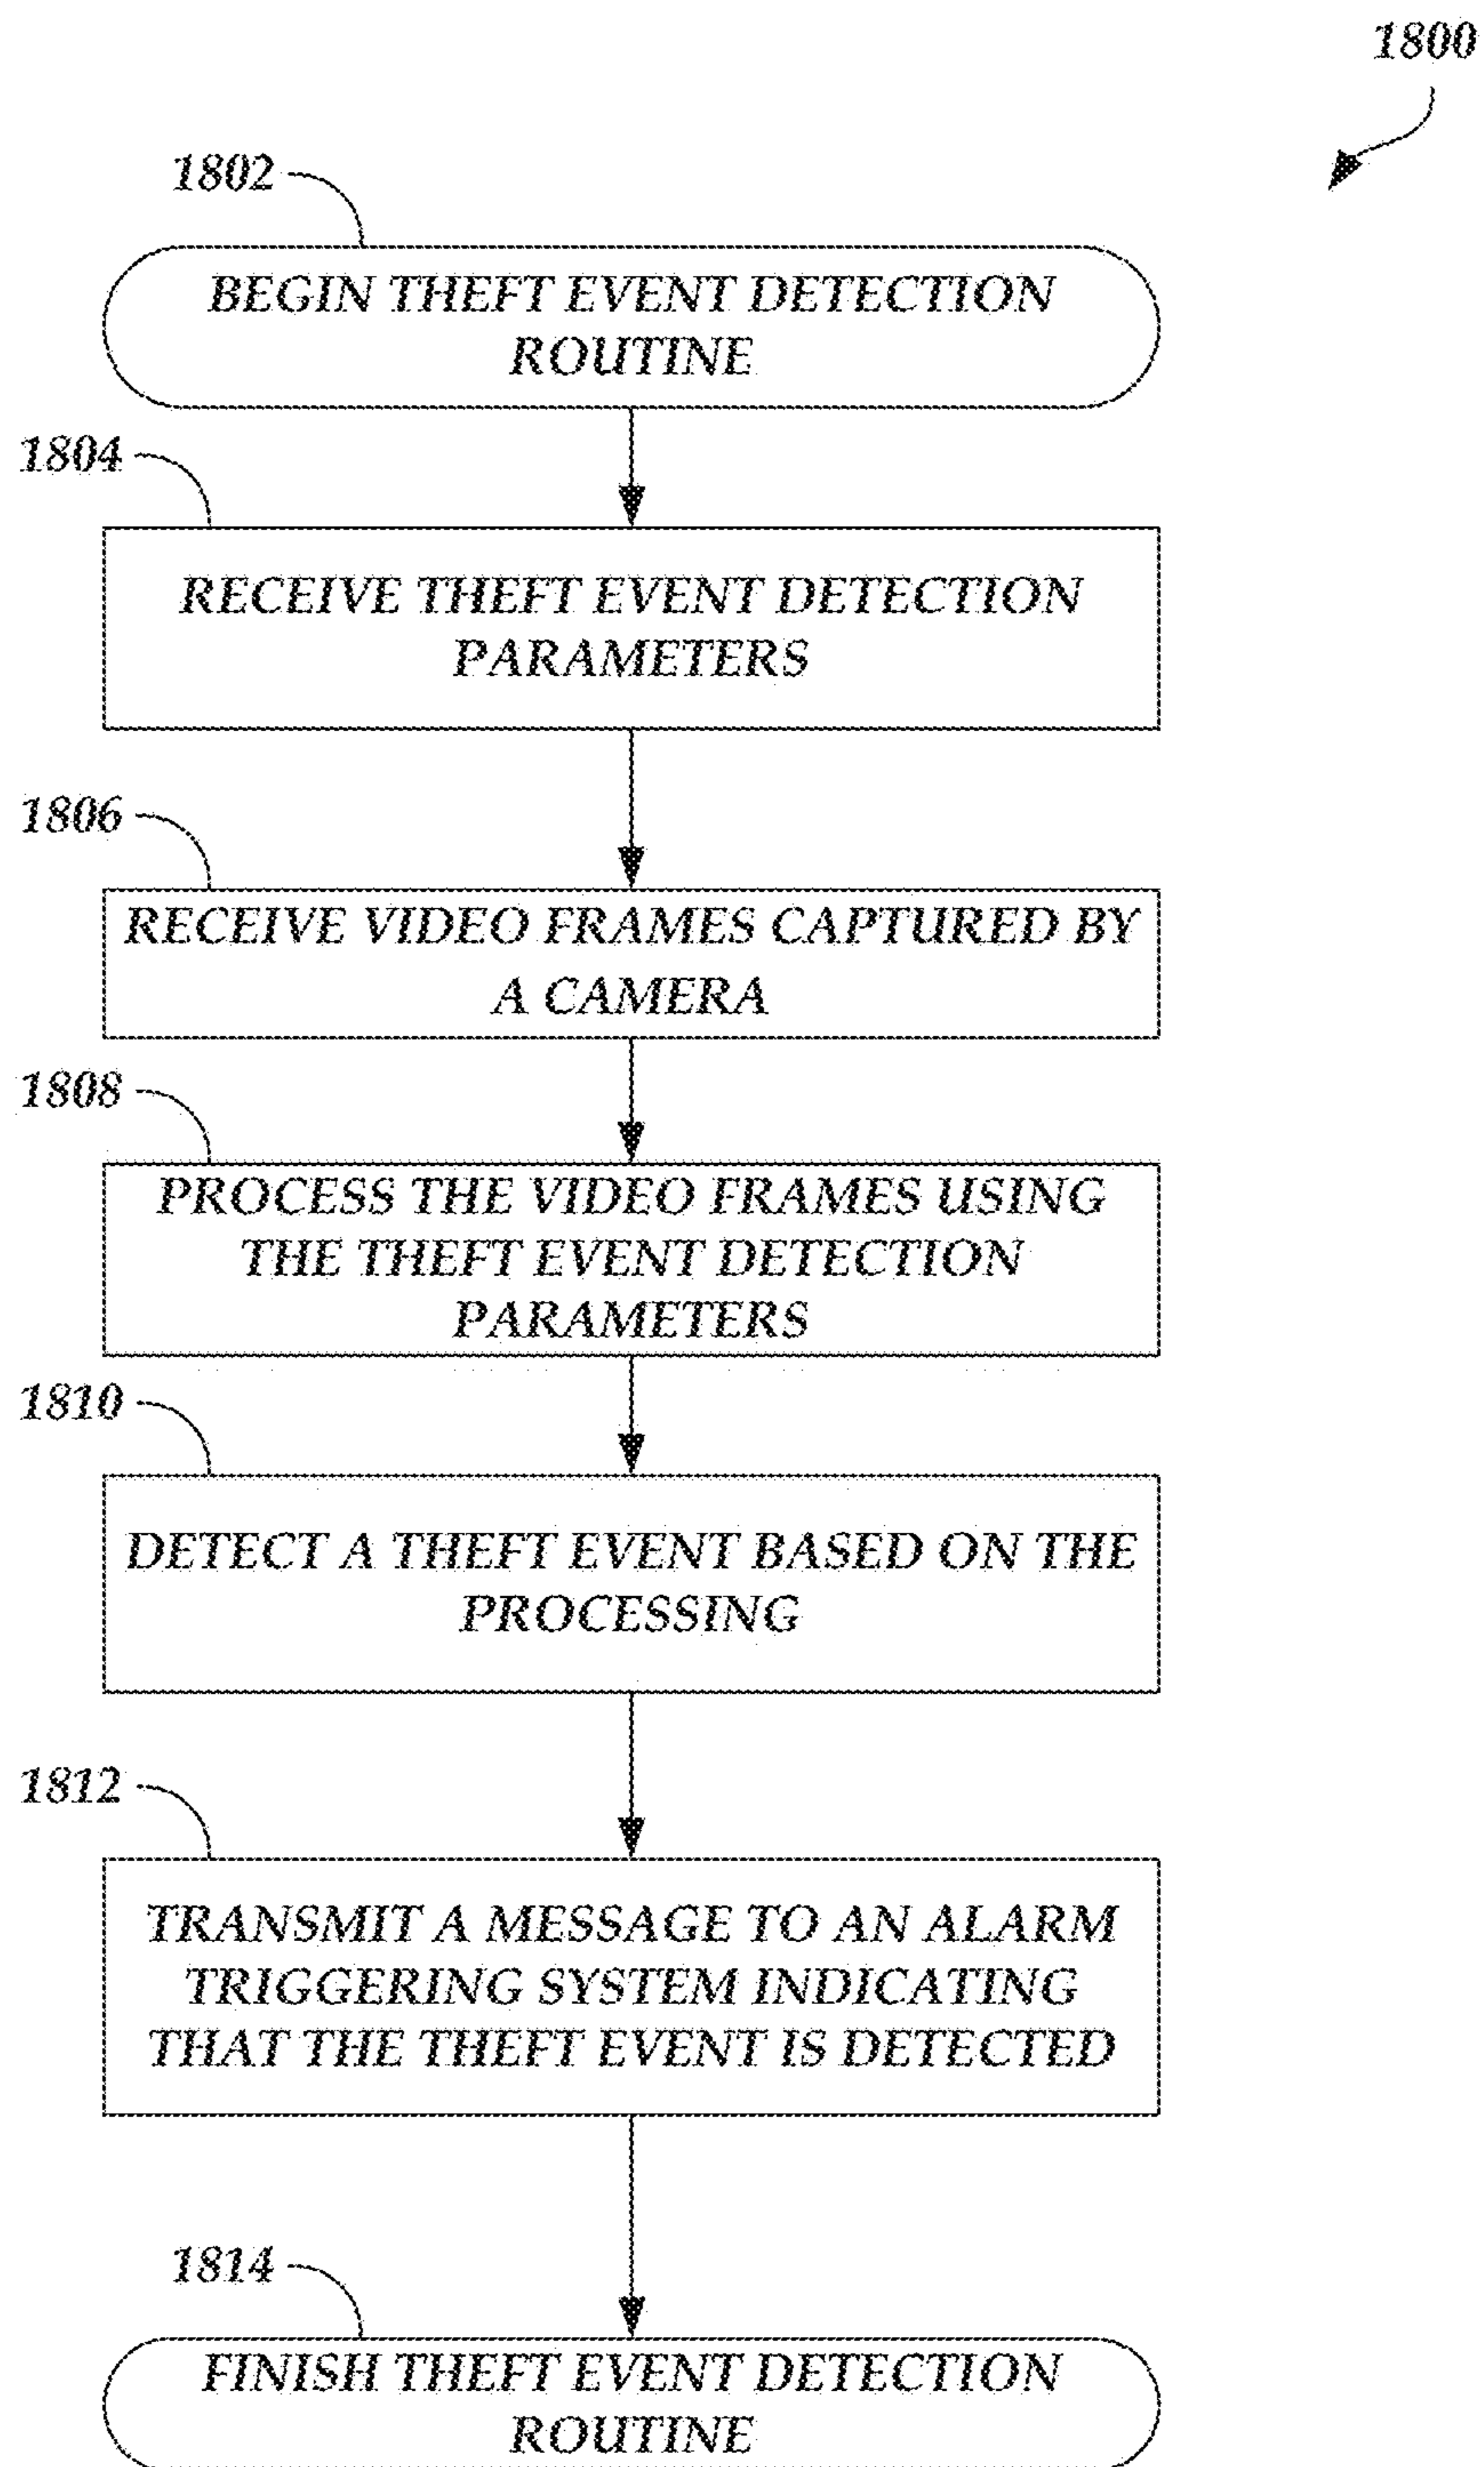 1800
1802
BEGIN THEFT EVENT DETECTION
ROUTINE
1804
RECEIVE THEFT EVENT DETECTION
PARAMETERS
1806
RECEIVE VIDEO FRAMES CAPTURED BY
A CAMERA
1808
PROCESS THE VIDEO FRAMES USING
THE THEFT EVENT DETECTION
PARAMETERS
1810
DETECT A THEFT EVENT BASED ON THE
PROCESSING
1812
TRANSMIT A MESSAGE TO AN ALARM
TRIGGERING SYSTEM INDICATING
THAT THE THEFT EVENT IS DETECTED
1814
FINISH THEFT EVENT DETECTION
ROUTINE